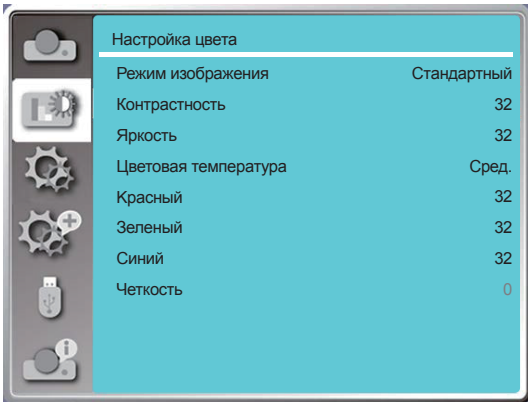 Настройка цвета
Режим изображения Стандартный
Контрастность 32
Яркость 32
Цветовая температура Сред.
Красный 32
Зеленый 32
Синий 32
Четкость 0